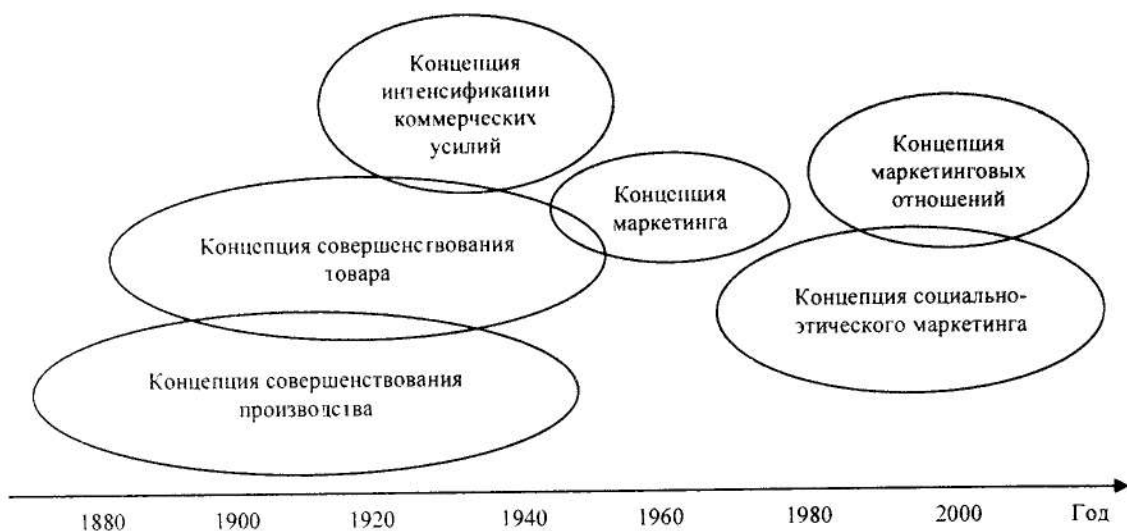 Концепция
интенсификации
коммерческих
усилий
Концепция
маркетинговых
отношений
Концепция
маркетинга
Концепция совершенствования
товара
Концепция социально-
этического маркетинга
Концепция совершенствования
производства
1880 1900 1920 1940 1960 1980 2000 Год